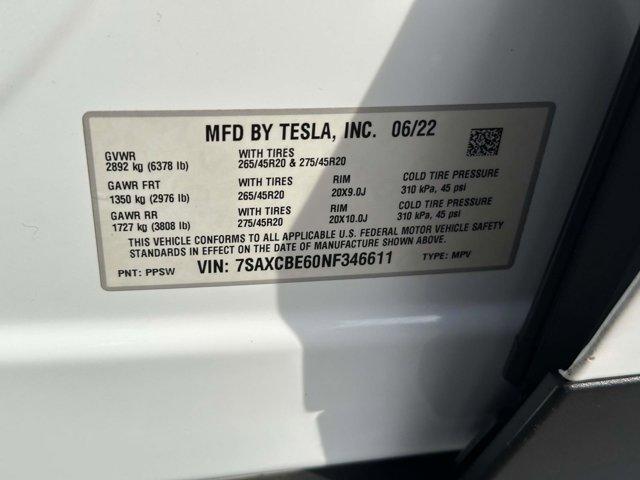 MFD BY TESLA, INC. 06/22
GVWR
2892 kg (6378 lb)
WITH TIRES
265/45R20 & 275/45R20
GAWR FRT
1350 kg (2976 lb)
WITH TIRES
265/45R20
RIM
20X9.0J
COLD TIRE PRESSURE
310 kPa, 45 psi
GAWR RR
1727 kg (3808 lb)
WITH TIRES
275/45R20
RIM
20X10.0J
COLD TIRE PRESSURE
310 kPa, 45 psi
THIS VEHICLE CONFORMS TO ALL APPLICABLE U.S. FEDERAL MOTOR VEHICLE SAFETY
STANDARDS IN EFFECT ON THE DATE OF MANUFACTURE SHOWN ABOVE.
PNT: PPSW VIN: 7SAXCBE60NF346611 TYPE: MPV